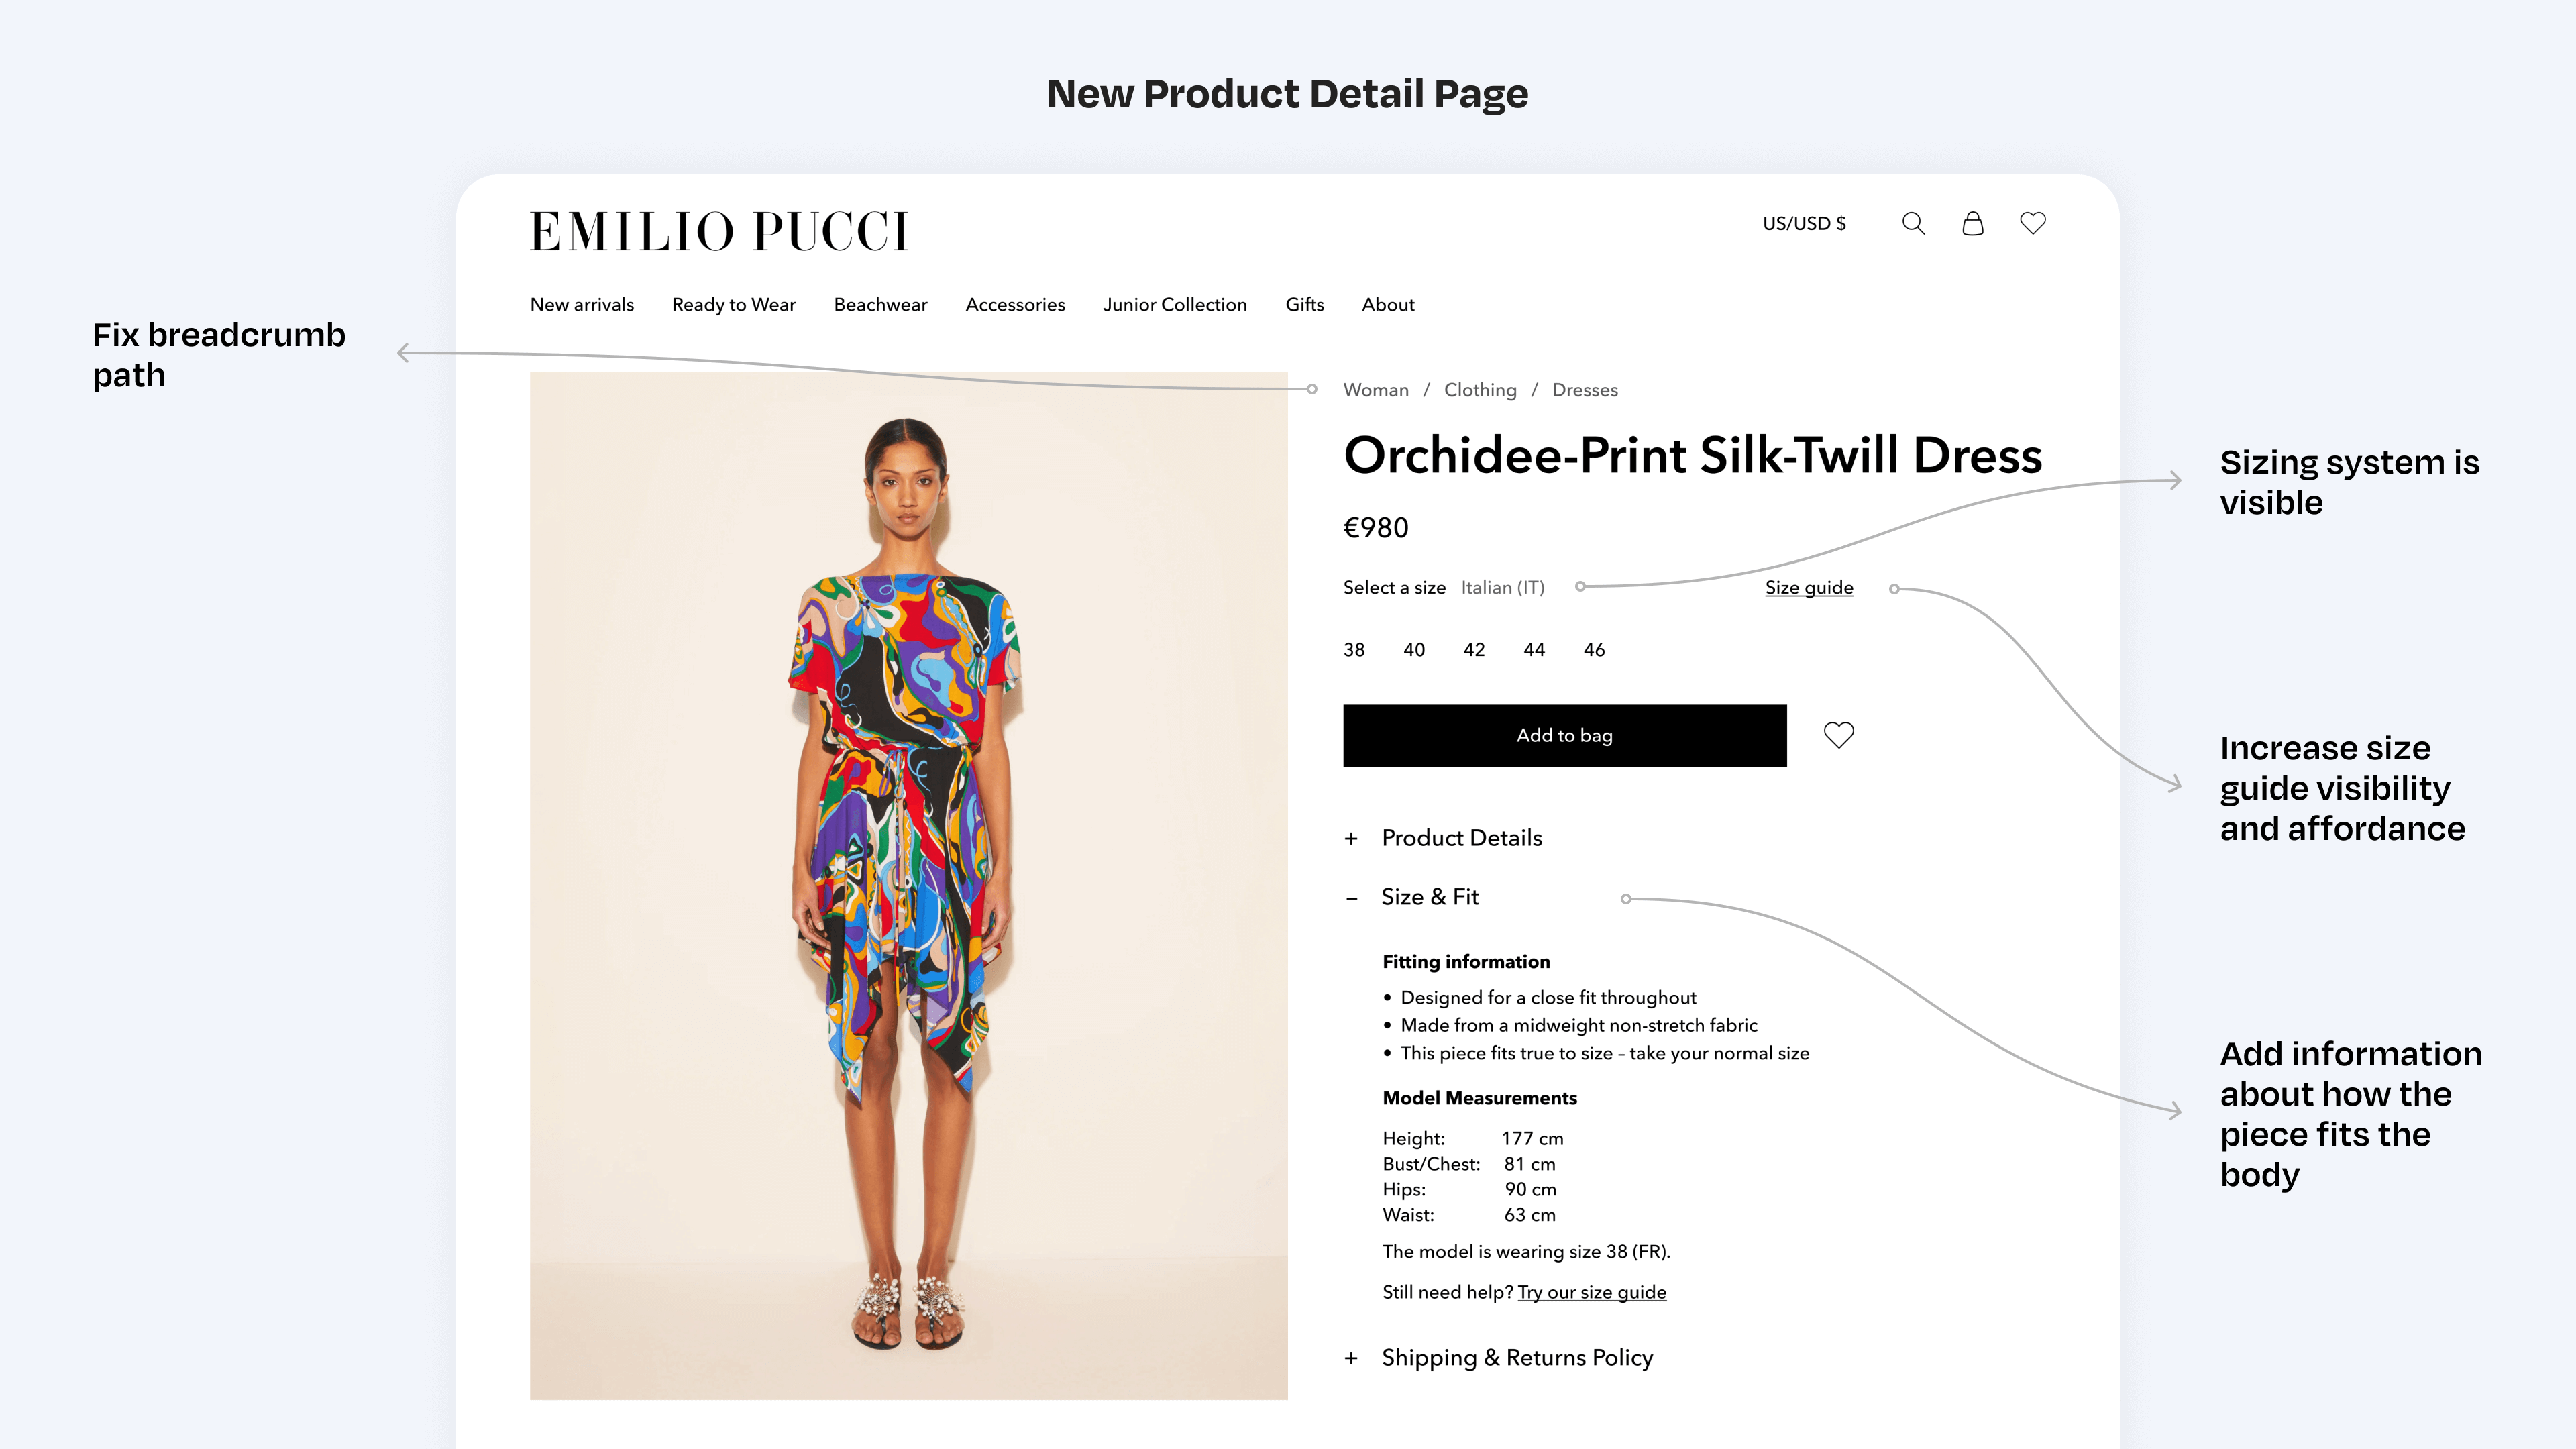 New Product Detail Page
EMILIO PUCCI
US/USD $
New arrivals Ready to Wear Beachwear Accessories Junior Collection Gifts About
Fix breadcrumb
path
Woman / Clothing / Dresses
Orchidee-Print Silk-Twill Dress
€980
Select a size Italian (IT) Size guide
38 40 42 44 46
Add to bag
+ Product Details
– Size & Fit
Fitting information
• Designed for a close fit throughout
• Made from a midweight non-stretch fabric
• This piece fits true to size – take your normal size
Model Measurements
Height: 177 cm
Bust/Chest: 81 cm
Hips: 90 cm
Waist: 63 cm
The model is wearing size 38 (FR).
Still need help? Try our size guide
+ Shipping & Returns Policy
Sizing system is
visible
Increase size
guide visibility
and affordance
Add information
about how the
piece fits the
body